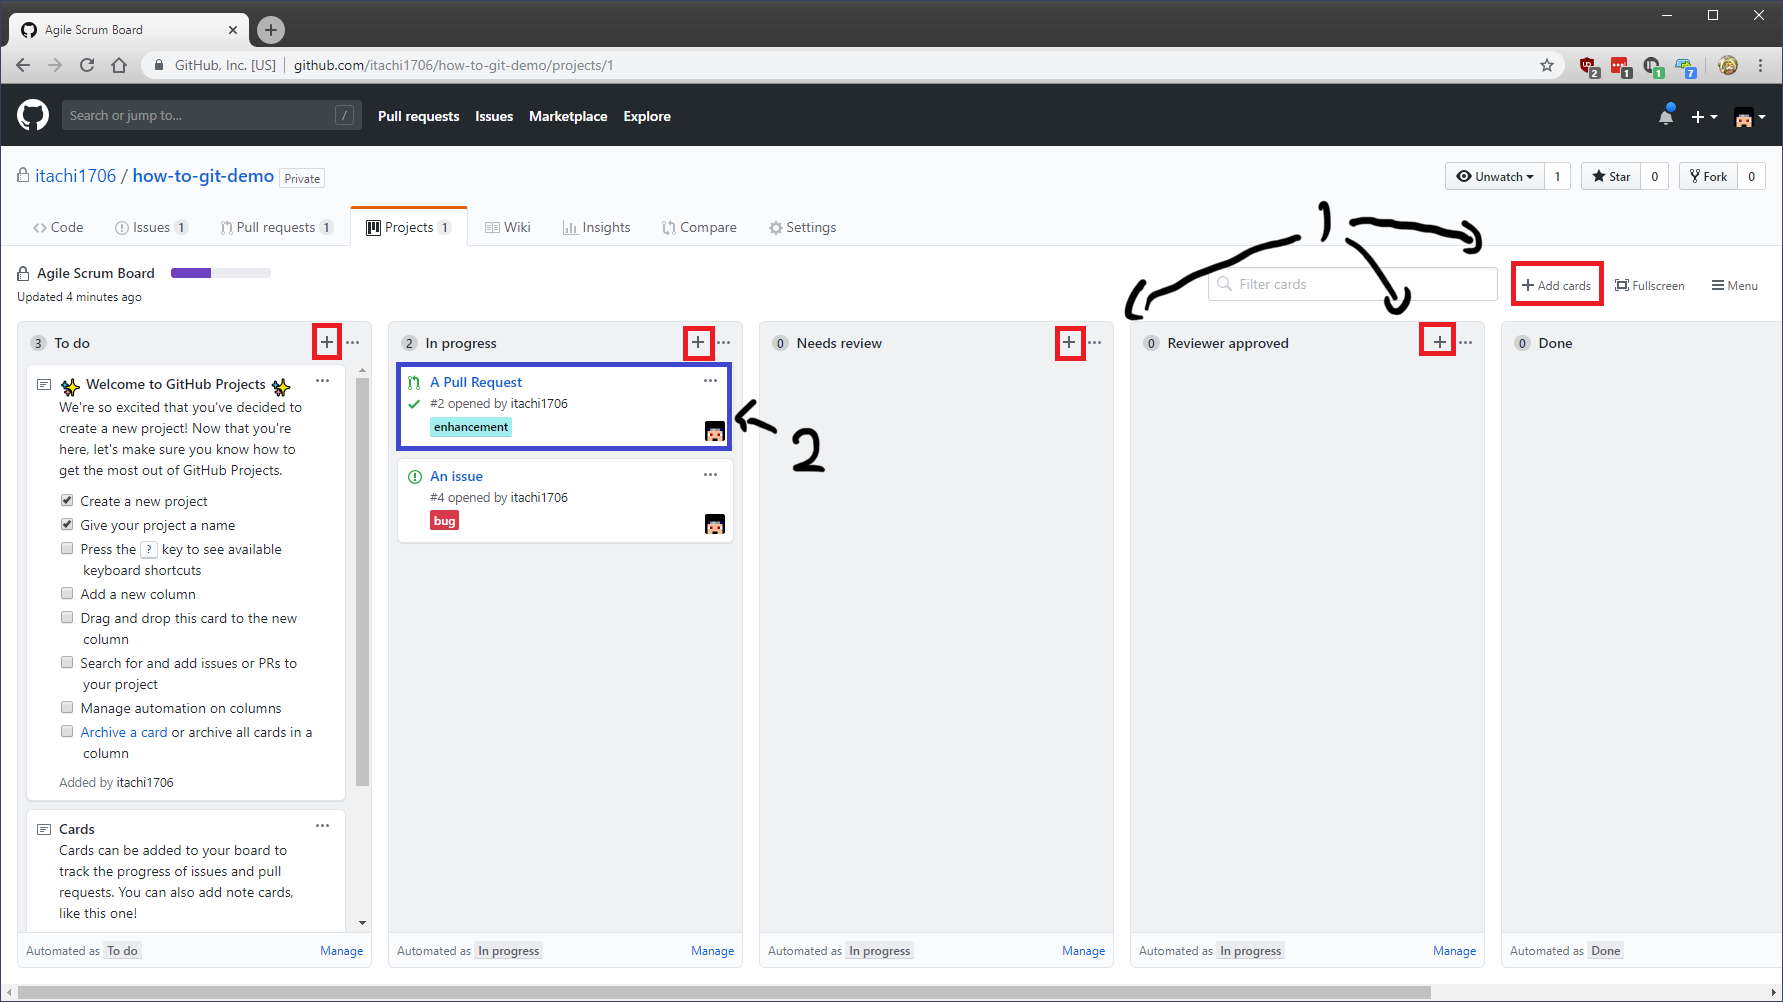 Agile Scrum Board
GitHub, Inc. [US] github.com/itachi1706/how-to-git-demo/projects/1
2 1 1 7
Search or jump to... /
Pull requests Issues Marketplace Explore
itachi1706 / how-to-git-demo Private
Unwatch 1 Star 0 Fork 0
Code Issues 1 Pull requests 1 Projects 1 Wiki Insights Compare Settings
1
Agile Scrum Board
Updated 4 minutes ago
Filter cards
Add cards Fullscreen Menu
3 To do
Welcome to GitHub Projects
We're so excited that you've decided to
create a new project! Now that you're
here, let's make sure you know how to
get the most out of GitHub Projects.
Create a new project
Give your project a name
Press the ? key to see available
keyboard shortcuts
Add a new column
Drag and drop this card to the new
column
Search for and add issues or PRs to
your project
Manage automation on columns
Archive a card or archive all cards in a
column
Added by itachi1706
Cards
Cards can be added to your board to
track the progress of issues and pull
requests. You can also add note cards,
like this one!
Automated as To do Manage
2 In progress
A Pull Request
#2 opened by itachi1706
enhancement
2
An issue
#4 opened by itachi1706
bug
Automated as In progress Manage
0 Needs review
Automated as In progress Manage
0 Reviewer approved
Automated as In progress Manage
0 Done
Automated as Done